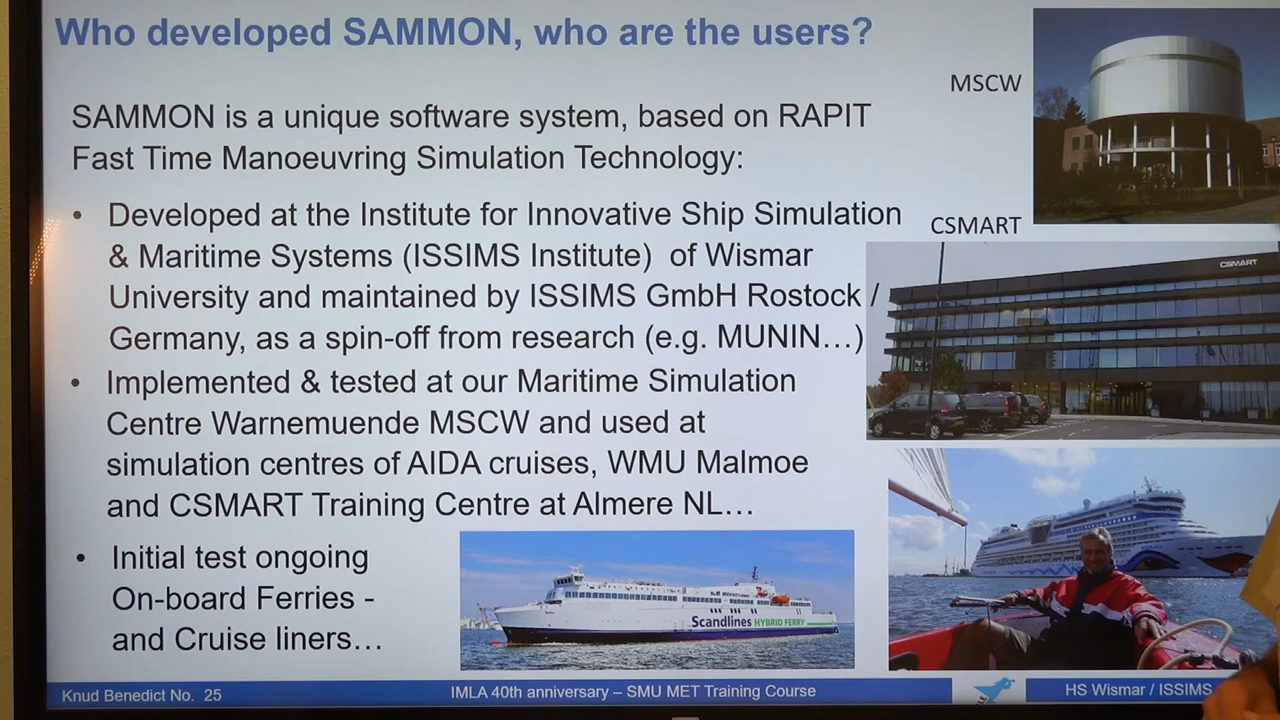 Who developed SAMMON, who are the users?
MSCW
SAMMON is a unique software system, based on RAPIT
Fast Time Manoeuvring Simulation Technology:
• Developed at the Institute for Innovative Ship Simulation
& Maritime Systems (ISSIMS Institute) of Wismar
University and maintained by ISSIMS GmbH Rostock /
Germany, as a spin-off from research (e.g. MUNIN…)
CSMART
CSMART
• Implemented & tested at our Maritime Simulation
Centre Warnemuende MSCW and used at
simulation centres of AIDA cruises, WMU Malmoe
and CSMART Training Centre at Almere NL…
• Initial test ongoing
On-board Ferries -
and Cruise liners…
Scandlines HYBRID FERRY
Knud Benedict No. 25
IMLA 40th anniversary – SMU MET Training Course
HS Wismar / ISSIMS